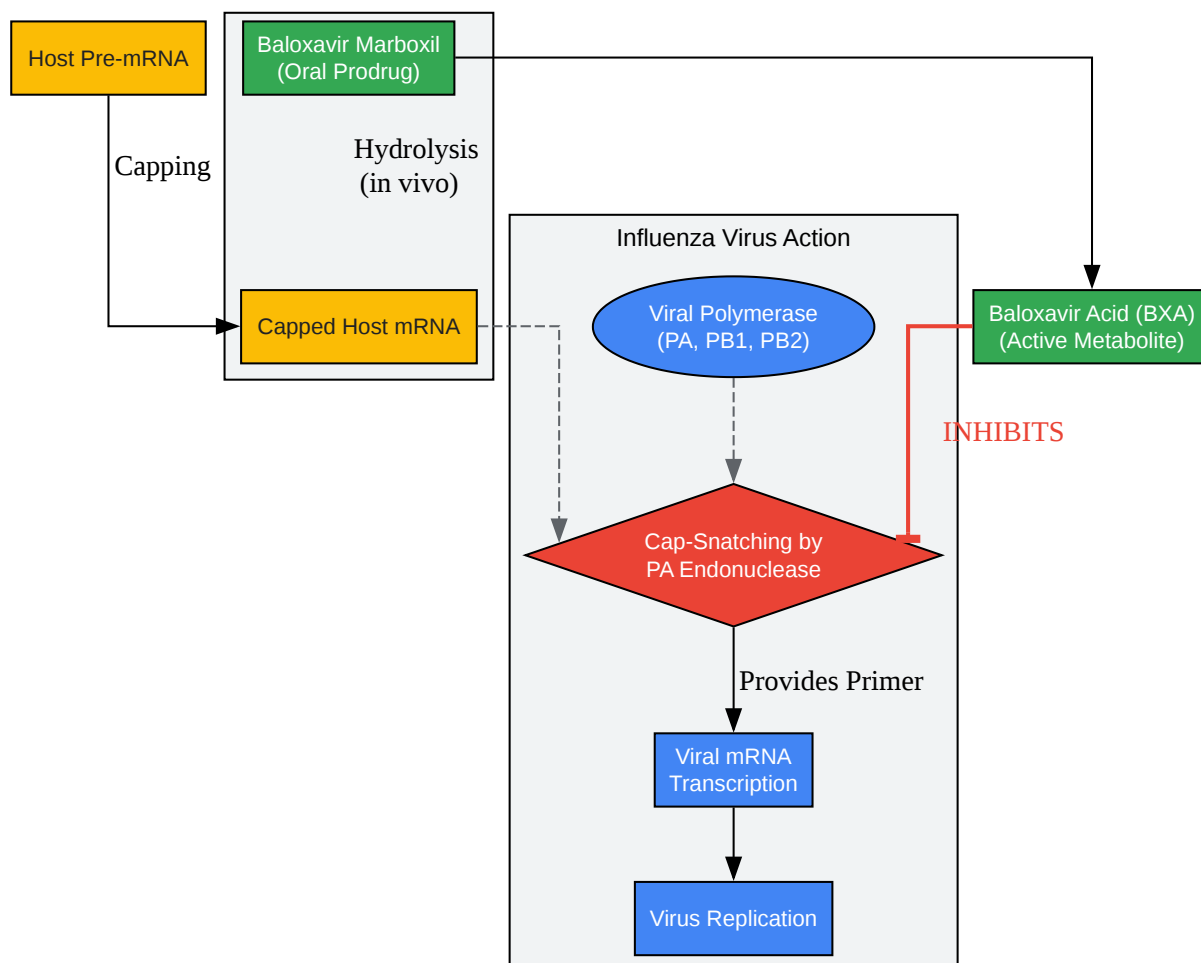 Host Pre-mRNA
Baloxavir Marboxil
(Oral Prodrug)
Capping
Hydrolysis
(in vivo)
Influenza Virus Action
Capped Host mRNA
Viral Polymerase
(PA, PB1, PB2)
Baloxavir Acid (BXA)
(Active Metabolite)
INHIBITS
Cap-Snatching by
PA Endonuclease
Provides Primer
Viral mRNA
Transcription
Virus Replication